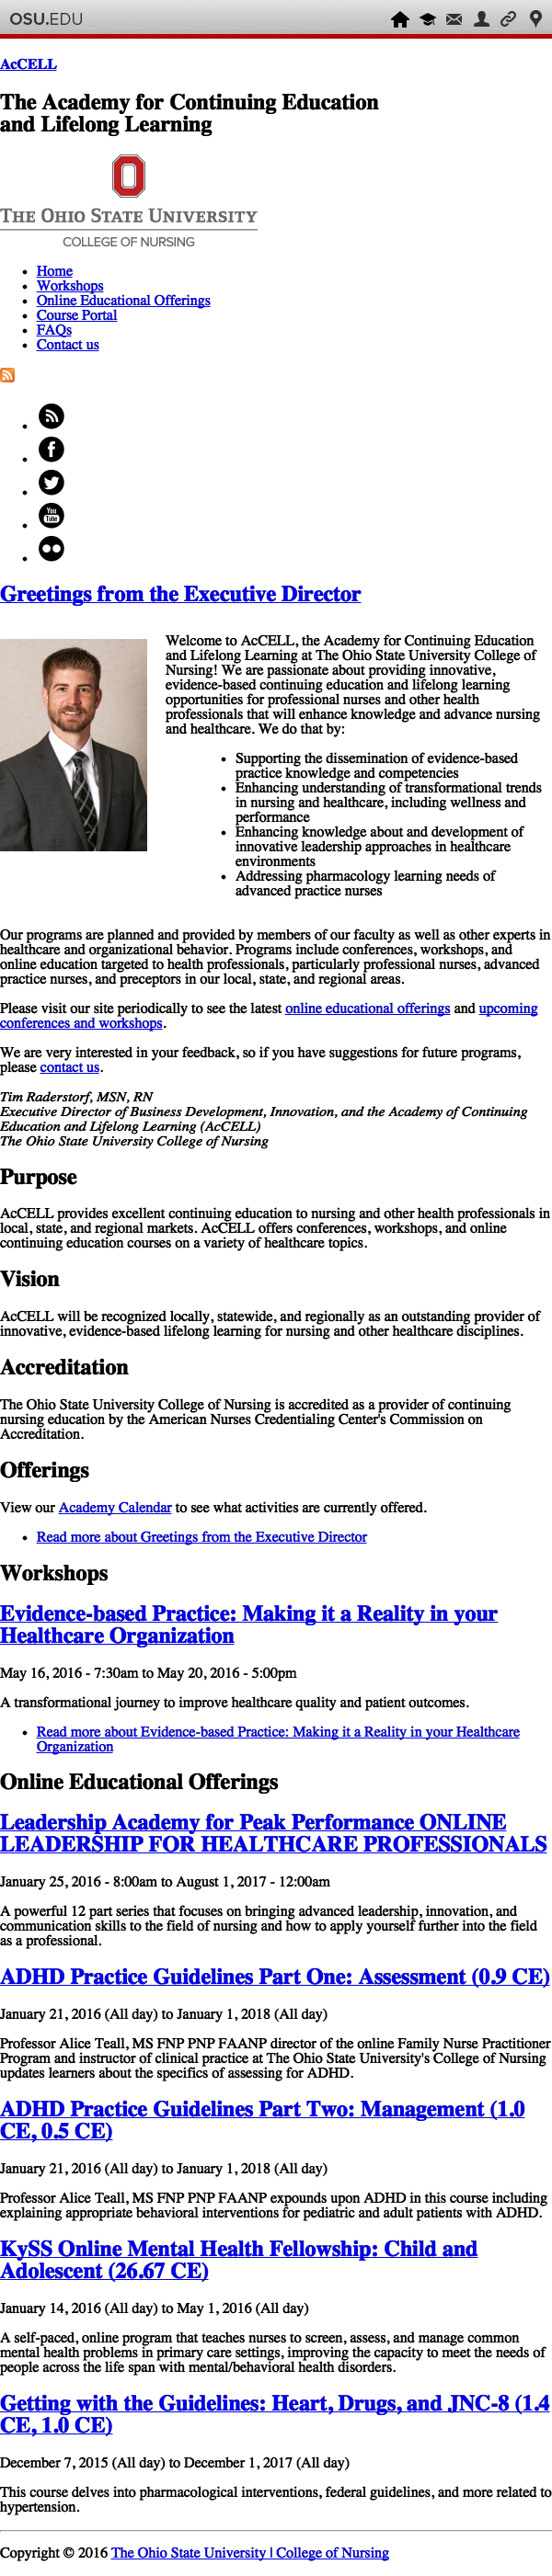 OSU.EDU
AcCELL
The Academy for Continuing Education
and Lifelong Learning
O
THE OHIO STATE UNIVERSITY
COLLEGE OF NURSING
Home
Workshops
Online Educational Offerings
Course Portal
FAQs
Contact us
You
Tube
Greetings from the Executive Director
Welcome to AcCELL, the Academy for Continuing Education
and Lifelong Learning at The Ohio State University College of
Nursing! We are passionate about providing innovative,
evidence-based continuing education and lifelong learning
opportunities for professional nurses and other health
professionals that will enhance knowledge and advance nursing
and healthcare. We do that by:
Supporting the dissemination of evidence-based
practice knowledge and competencies
Enhancing understanding of transformational trends
in nursing and healthcare, including wellness and
performance
Enhancing knowledge about and development of
innovative leadership approaches in healthcare
environments
Addressing pharmacology learning needs of
advanced practice nurses
Our programs are planned and provided by members of our faculty as well as other experts in
healthcare and organizational behavior. Programs include conferences, workshops, and
online education targeted to health professionals, particularly professional nurses, advanced
practice nurses, and preceptors in our local, state, and regional areas.
Please visit our site periodically to see the latest online educational offerings and upcoming
conferences and workshops.
We are very interested in your feedback, so if you have suggestions for future programs,
please contact us.
Tim Raderstorf, MSN, RN
Executive Director of Business Development, Innovation, and the Academy of Continuing
Education and Lifelong Learning (AcCELL)
The Ohio State University College of Nursing
Purpose
AcCELL provides excellent continuing education to nursing and other health professionals in
local, state, and regional markets. AcCELL offers conferences, workshops, and online
continuing education courses on a variety of healthcare topics.
Vision
AcCELL will be recognized locally, statewide, and regionally as an outstanding provider of
innovative, evidence-based lifelong learning for nursing and other healthcare disciplines.
Accreditation
The Ohio State University College of Nursing is accredited as a provider of continuing
nursing education by the American Nurses Credentialing Center's Commission on
Accreditation.
Offerings
View our Academy Calendar to see what activities are currently offered.
Read more about Greetings from the Executive Director
Workshops
Evidence-based Practice: Making it a Reality in your
Healthcare Organization
May 16, 2016 - 7:30am to May 20, 2016 - 5:00pm
A transformational journey to improve healthcare quality and patient outcomes.
Read more about Evidence-based Practice: Making it a Reality in your Healthcare
Organization
Online Educational Offerings
Leadership Academy for Peak Performance ONLINE
LEADERSHIP FOR HEALTHCARE PROFESSIONALS
January 25, 2016 - 8:00am to August 1, 2017 - 12:00am
A powerful 12 part series that focuses on bringing advanced leadership, innovation, and
communication skills to the field of nursing and how to apply yourself further into the field
as a professional.
ADHD Practice Guidelines Part One: Assessment (0.9 CE)
January 21, 2016 (All day) to January 1, 2018 (All day)
Professor Alice Teall, MS FNP PNP FAANP director of the online Family Nurse Practitioner
Program and instructor of clinical practice at The Ohio State University's College of Nursing
updates learners about the specifics of assessing for ADHD.
ADHD Practice Guidelines Part Two: Management (1.0
CE, 0.5 CE)
January 21, 2016 (All day) to January 1, 2018 (All day)
Professor Alice Teall, MS FNP PNP FAANP expounds upon ADHD in this course including
explaining appropriate behavioral interventions for pediatric and adult patients with ADHD.
KySS Online Mental Health Fellowship: Child and
Adolescent (26.67 CE)
January 14, 2016 (All day) to May 1, 2016 (All day)
A self-paced, online program that teaches nurses to screen, assess, and manage common
mental health problems in primary care settings, improving the capacity to meet the needs of
people across the life span with mental/behavioral health disorders.
Getting with the Guidelines: Heart, Drugs, and JNC-8 (1.4
CE, 1.0 CE)
December 7, 2015 (All day) to December 1, 2017 (All day)
This course delves into pharmacological interventions, federal guidelines, and more related to
hypertension.
Copyright © 2016 The Ohio State University | College of Nursing